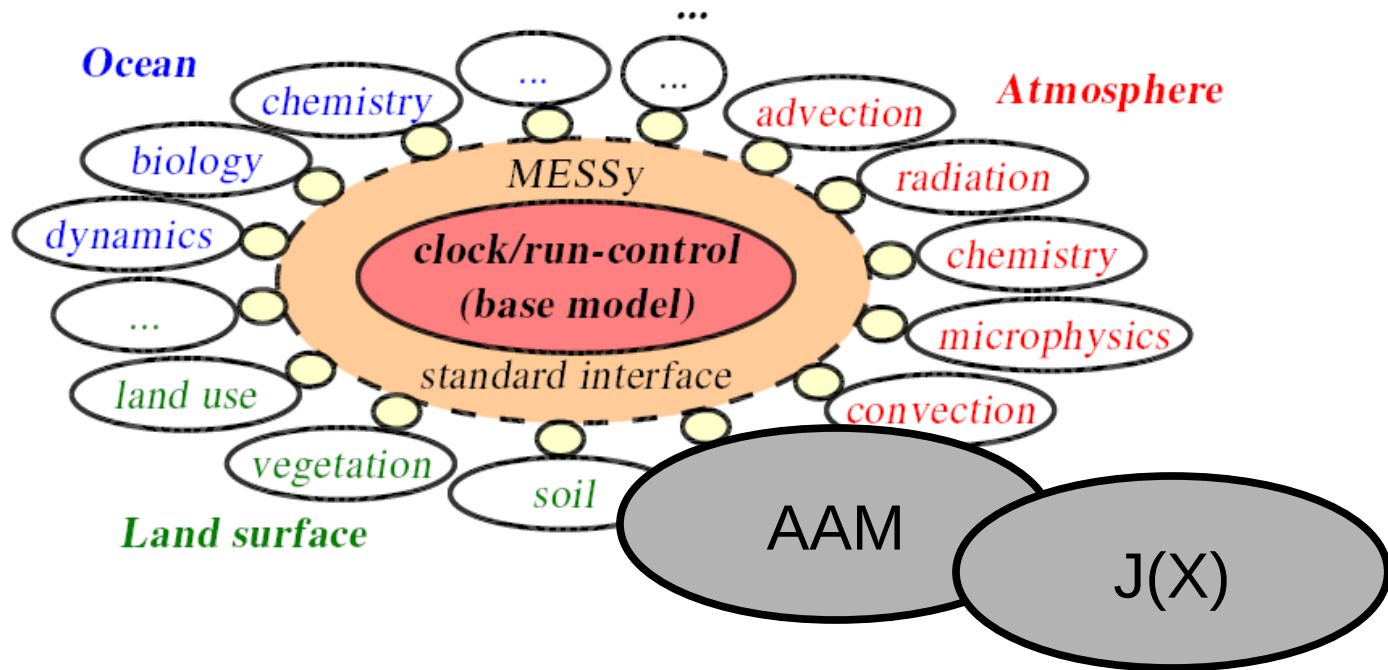 ...
Ocean
...
...
Atmosphere
chemistry
advection
biology
MESSy
radiation
dynamics
clock/run-control
(base model)
chemistry
...
microphysics
land use
standard interface
convection
vegetation
soil
AAM
Land surface
J(X)